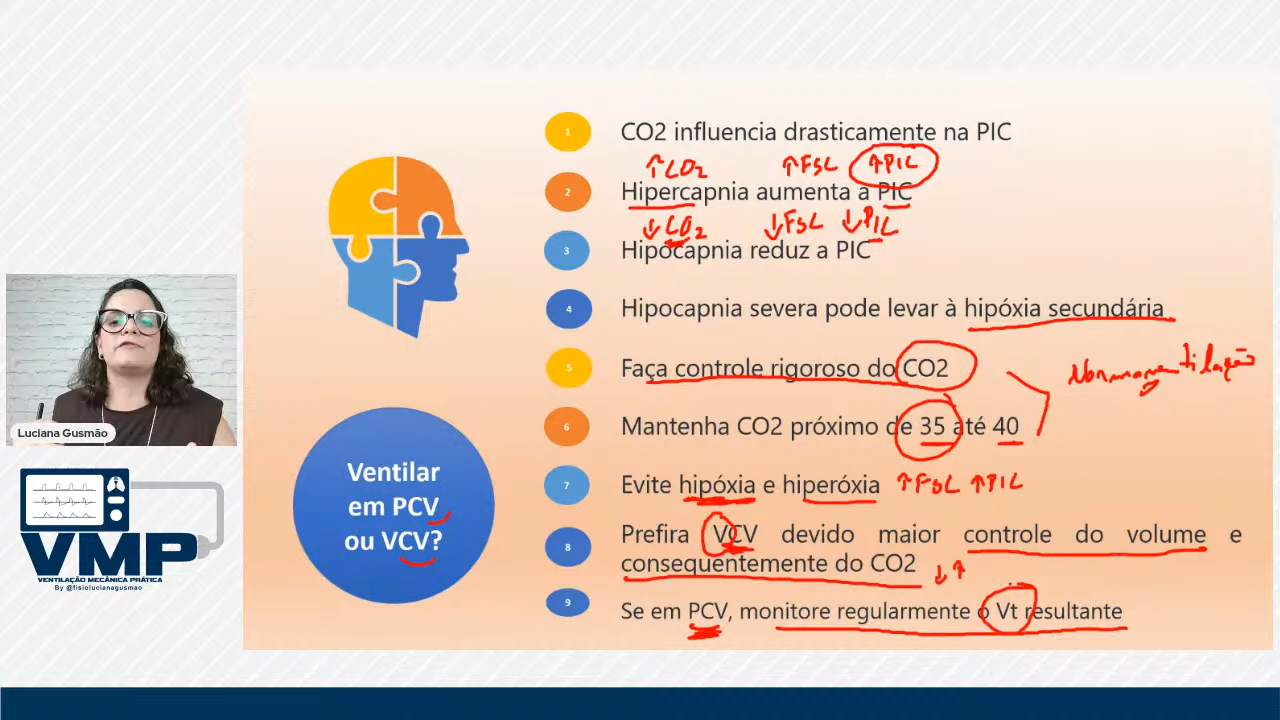 1 CO2 influencia drasticamente na PIC
↑CO2 ↑FSC ↑PIC
2 Hipercapnia aumenta a PIC
↓CO2 ↓FSC ↓PIC
3 Hipocapnia reduz a PIC
4 Hipocapnia severa pode levar à hipóxia secundária
5 Faça controle rigoroso do CO2
Normoventilação
6 Mantenha CO2 próximo de 35 até 40
7 Evite hipóxia e hiperóxia ↑FSC ↑PIC
8 Prefira VCV devido maior controle do volume e
consequentemente do CO2 ↓↑
9 Se em PCV, monitore regularmente o Vt resultante
Ventilar
em PCV
ou VCV?
Luciana Gusmão
VMP
VENTILAÇÃO MECÂNICA PRÁTICA
By @fisiolucianagusmao